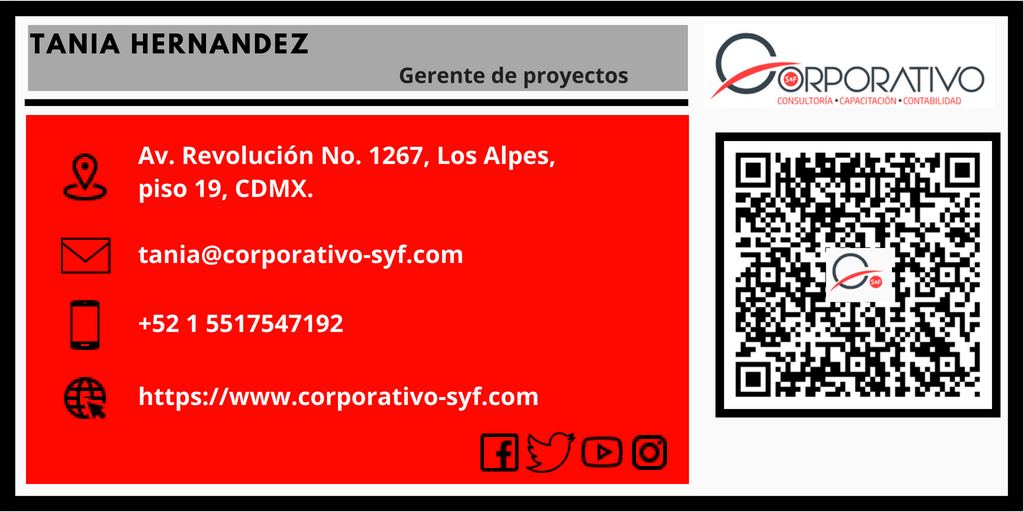 TANIA HERNANDEZ
Gerente de proyectos
CORPORATIVO
S&F
CONSULTORÍA • CAPACITACIÓN • CONTABILIDAD
Av. Revolución No. 1267, Los Alpes,
piso 19, CDMX.
tania@corporativo-syf.com
+52 1 5517547192
https://www.corporativo-syf.com
S&F